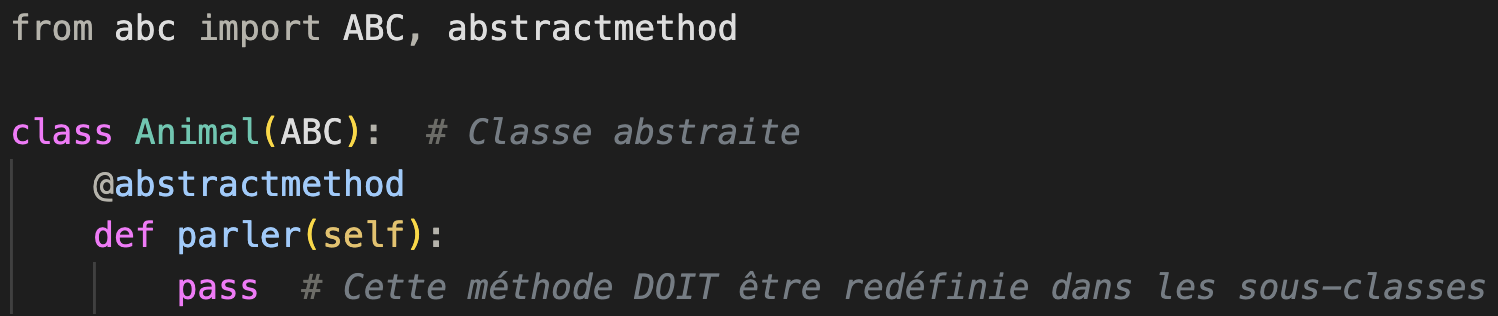 from abc import ABC, abstractmethod
class Animal(ABC):  # Classe abstraite
    @abstractmethod
    def parler(self):
        pass  # Cette méthode DOIT être redéfinie dans les sous-classes